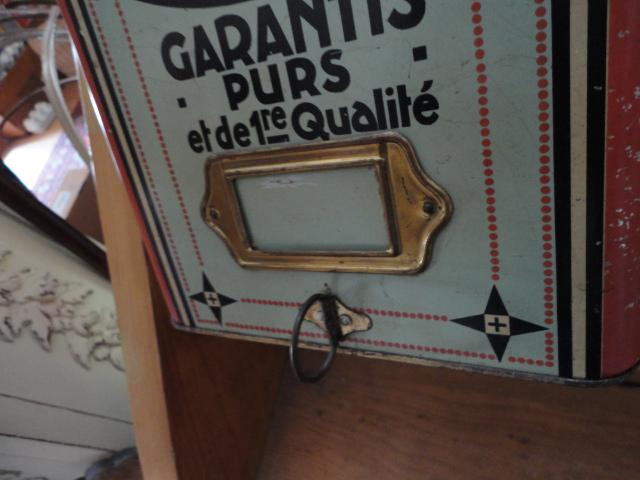 GARANTIS
· PURS ·
et de 1re Qualité